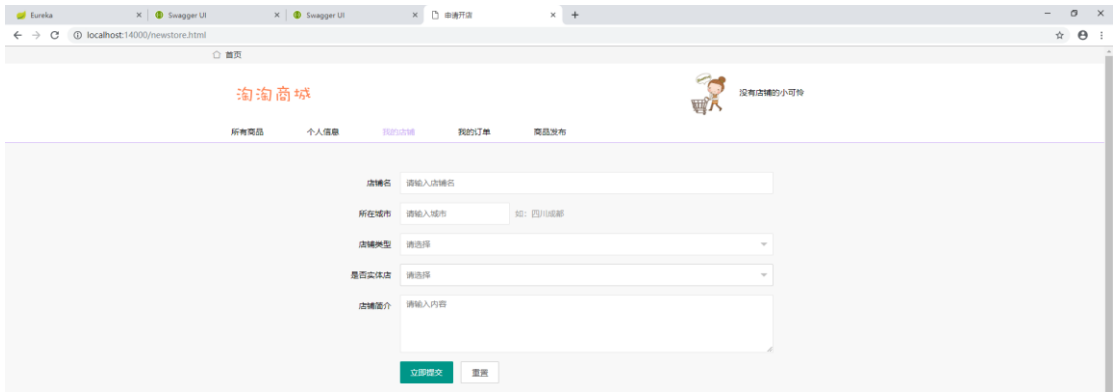 Eureka Swagger UI Swagger UI 申请开店
localhost:14000/newstore.html
首页
淘淘商城 没有店铺的小可怜
所有商品 个人信息 我的店铺 我的订单 商品发布
店铺名 请输入店铺名
所在城市 请输入城市 如：四川成都
店铺类型 请选择
是否实体店 请选择
店铺简介 请输入内容
立即提交 重置